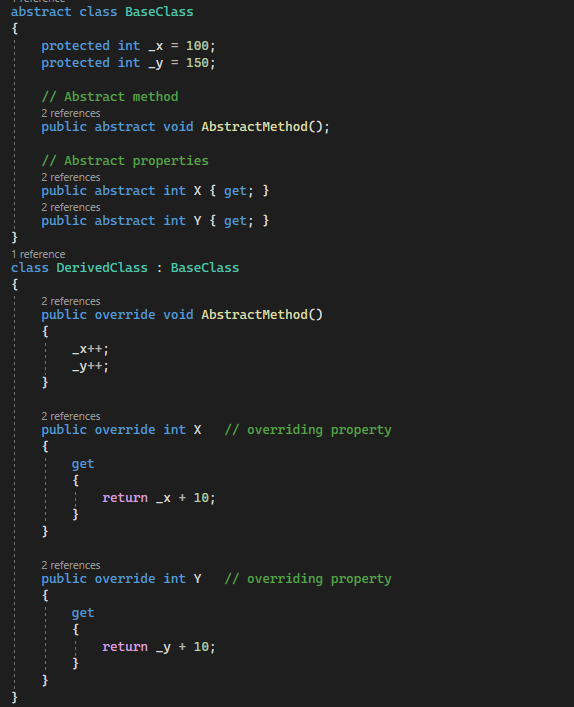 1 reference
abstract class BaseClass
{
protected int _x = 100;
protected int _y = 150;
// Abstract method
2 references
public abstract void AbstractMethod();
// Abstract properties
2 references
public abstract int X { get; }
2 references
public abstract int Y { get; }
}
1 reference
class DerivedClass : BaseClass
{
2 references
public override void AbstractMethod()
{
_x++;
_y++;
}
2 references
public override int X // overriding property
{
get
{
return _x + 10;
}
}
2 references
public override int Y // overriding property
{
get
{
return _y + 10;
}
}
}